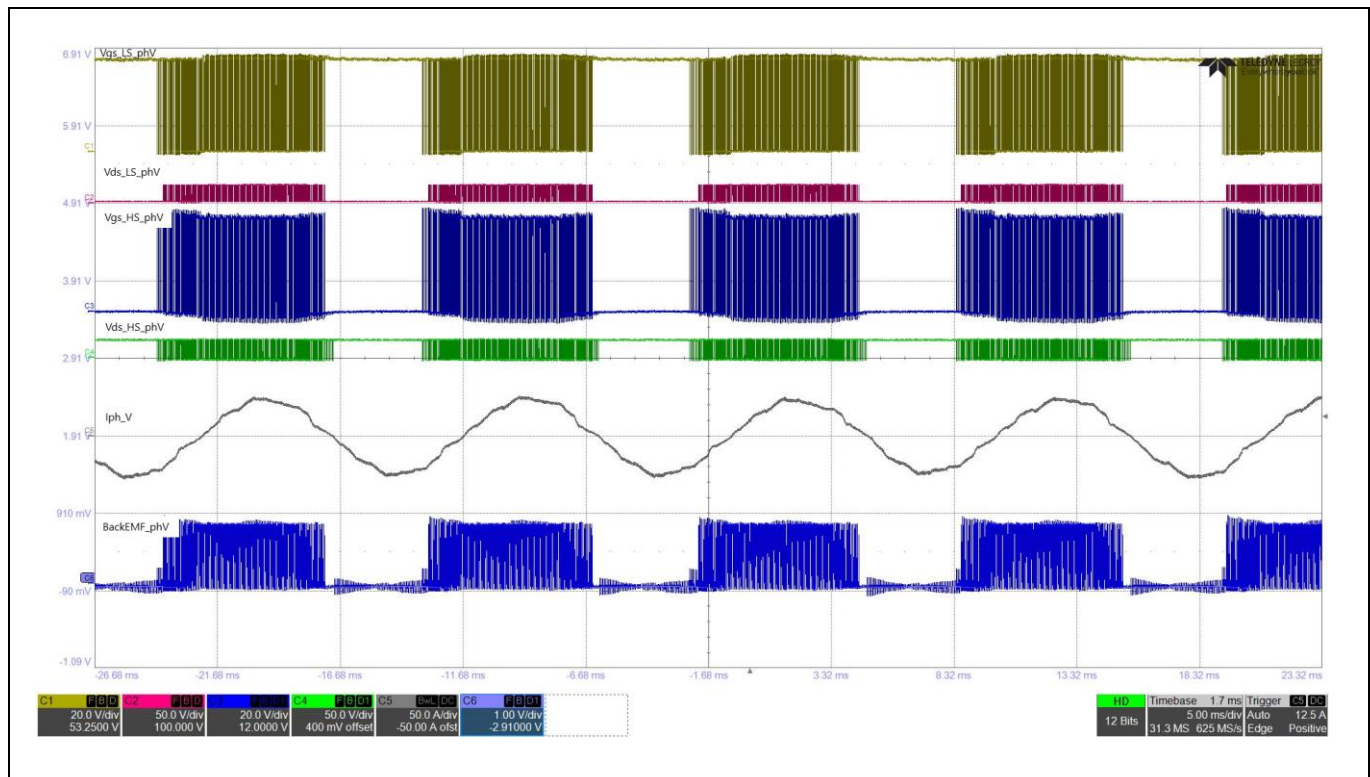 6.91 V
Vgs_LS_phV
TELEDYNE LECROY
Everywhereyoulook
5.91 V
C1
Vds_LS_phV
C2
4.91 V
Vgs_HS_phV
3.91 V
C3
Vds_HS_phV
C4
2.91 V
Iph_V
C5
1.91 V
910 mV
BackEMF_phV
C6
-90 mV
-1.09 V
-26.68 ms -21.68 ms -16.68 ms -11.68 ms -6.68 ms -1.68 ms 3.32 ms 8.32 ms 13.32 ms 18.32 ms 23.32 ms
C1 F B D C2 F B D C4 F B D1 C5 BwL DC C6 F B D1 HD Timebase 1.7 ms Trigger C5 DC
20.0 V/div 50.0 V/div 20.0 V/div 50.0 V/div 50.0 A/div 1.00 V/div 12 Bits 5.00 ms/div Auto 12.5 A
53.2500 V 100.000 V 12.0000 V 400 mV offset -50.00 A ofst -2.91000 V 31.3 MS 625 MS/s Edge Positive